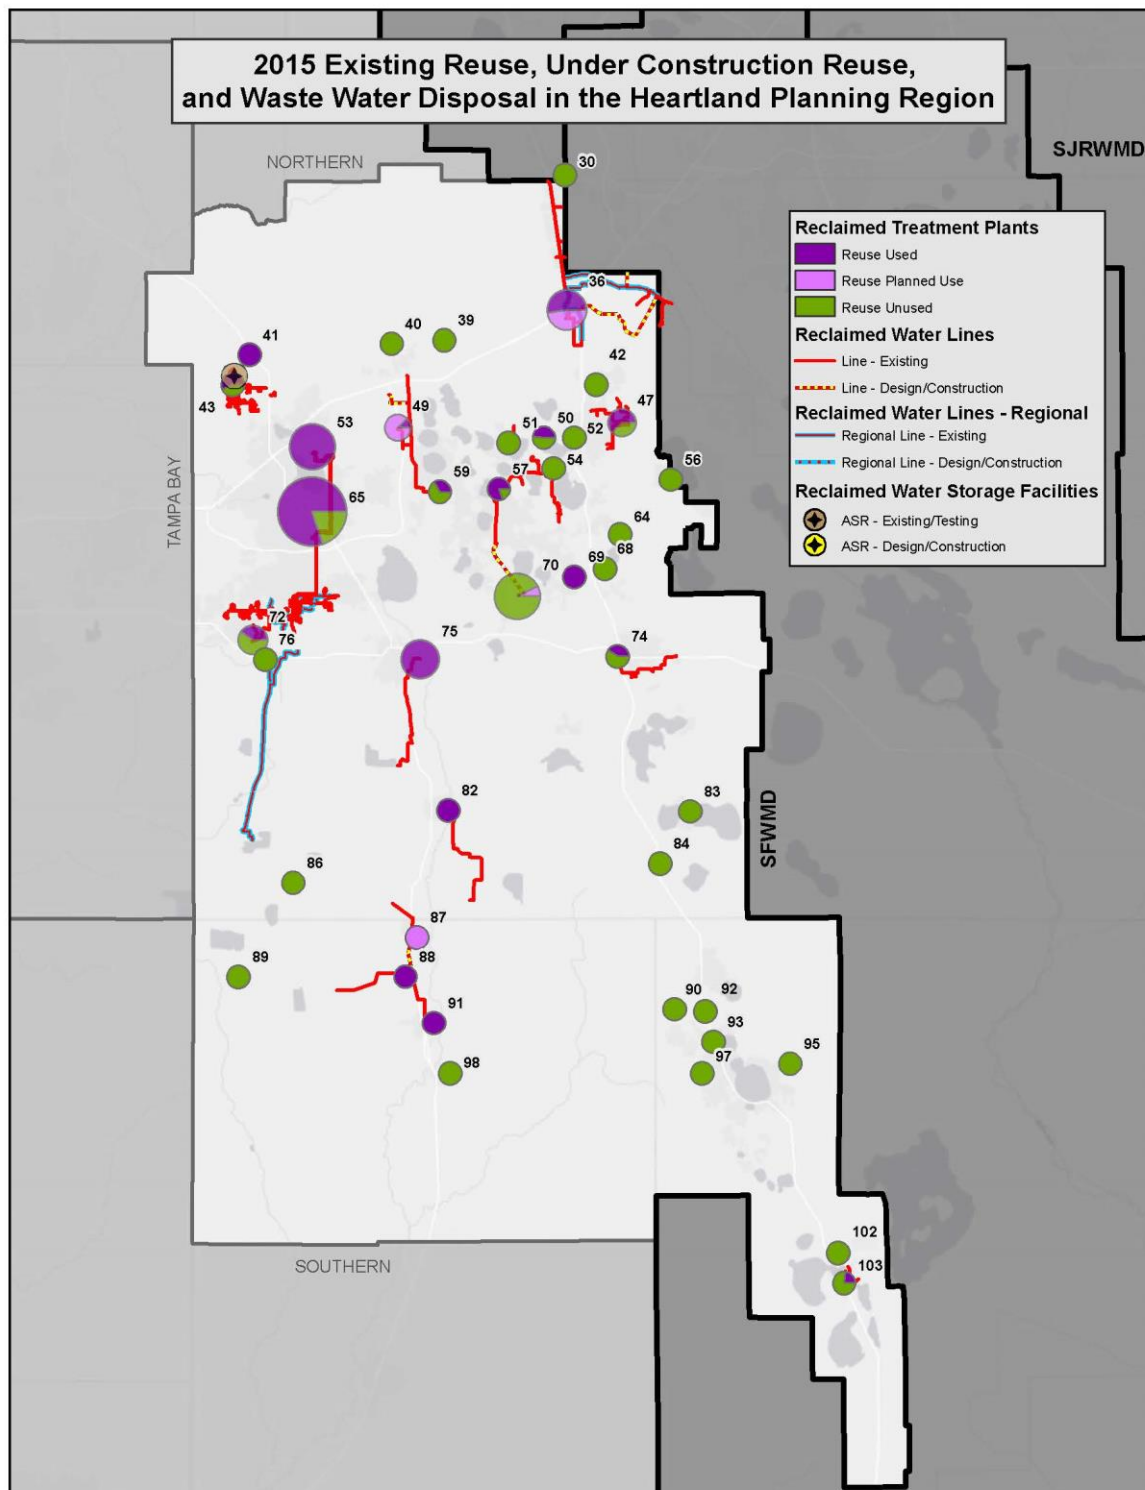 2015 Existing Reuse, Under Construction Reuse,
and Waste Water Disposal in the Heartland Planning Region
NORTHERN
30
SJRWMD
Reclaimed Treatment Plants
Reuse Used
Reuse Planned Use
Reuse Unused
Reclaimed Water Lines
Line - Existing
Line - Design/Construction
Reclaimed Water Lines - Regional
Regional Line - Existing
Regional Line - Design/Construction
Reclaimed Water Storage Facilities
ASR - Existing/Testing
ASR - Design/Construction
36
41
40
39
42
43
49
47
53
51
50
52
54
56
59
57
65
TAMPA BAY
64
70
69
68
72
76
75
74
82
83
84
SFWMD
86
87
88
89
90
92
91
93
95
97
98
102
103
SOUTHERN